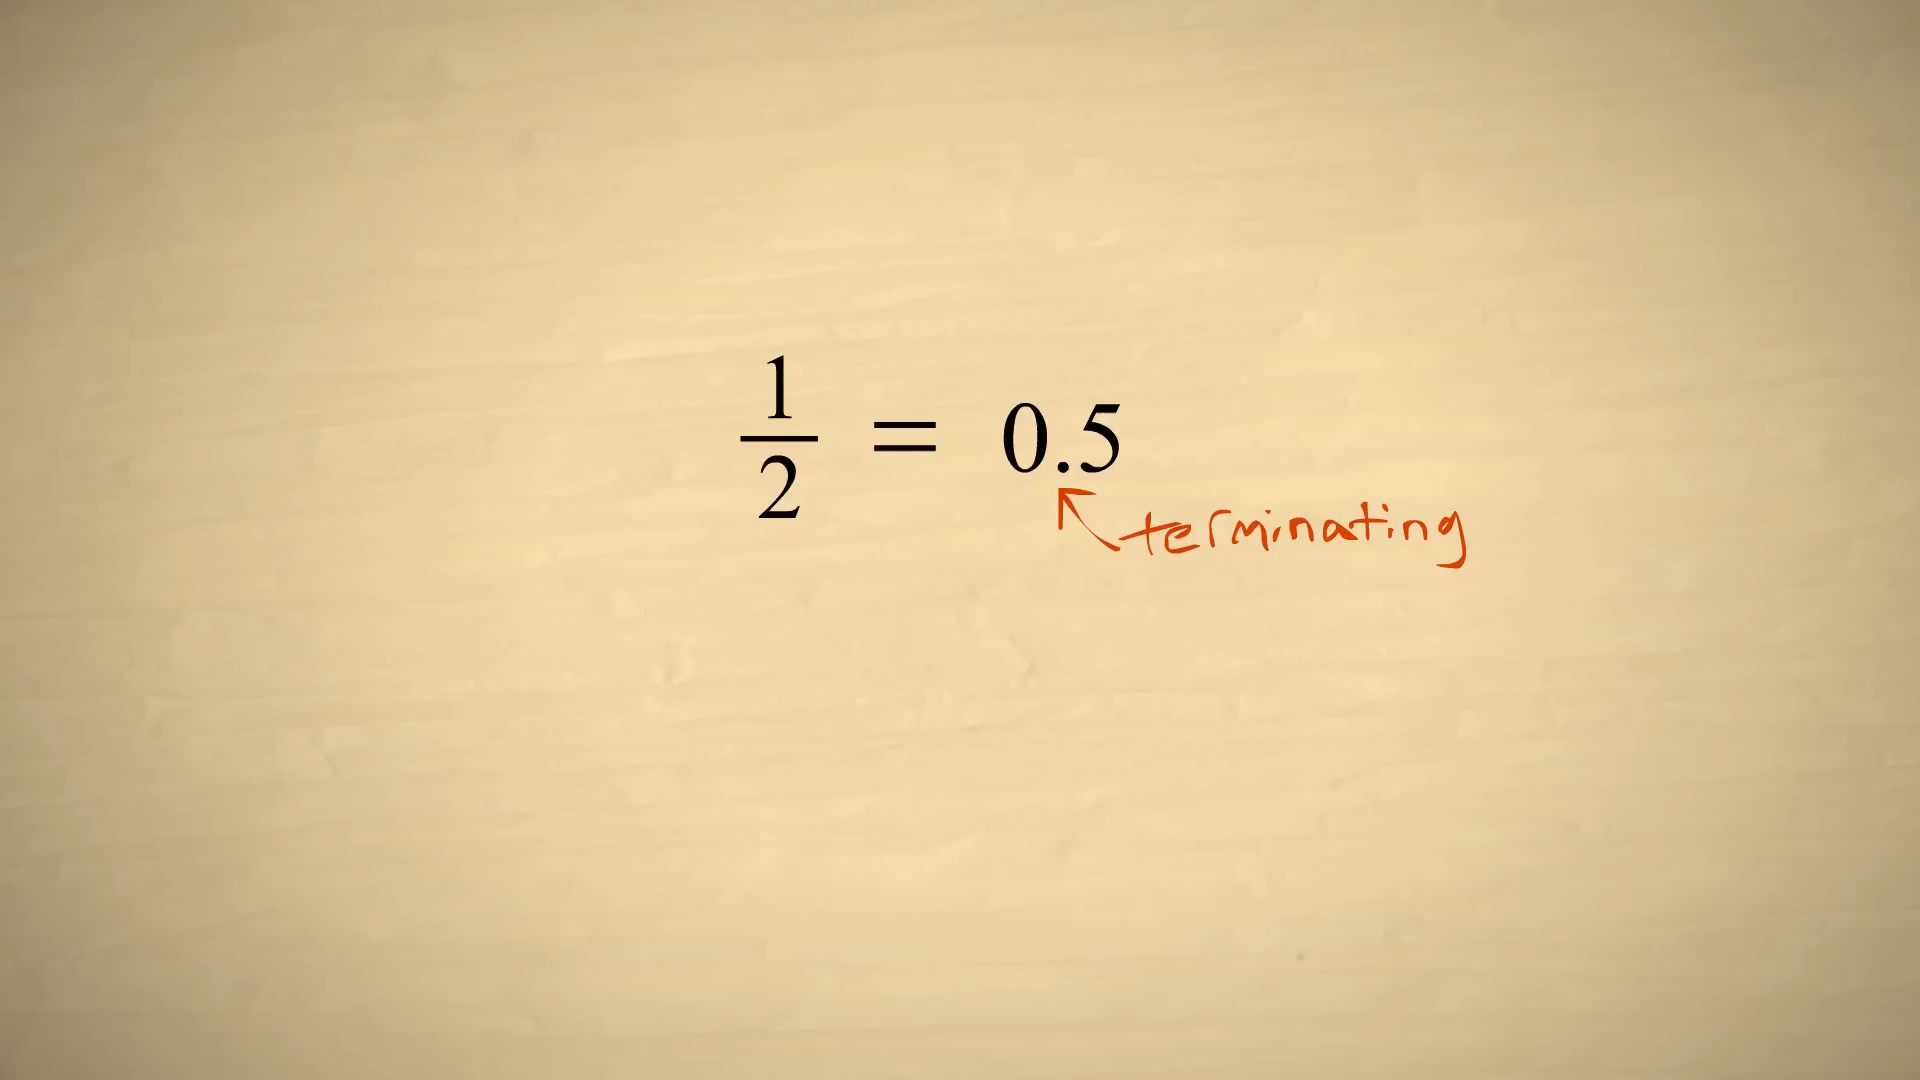 1/2 = 0.5
terminating